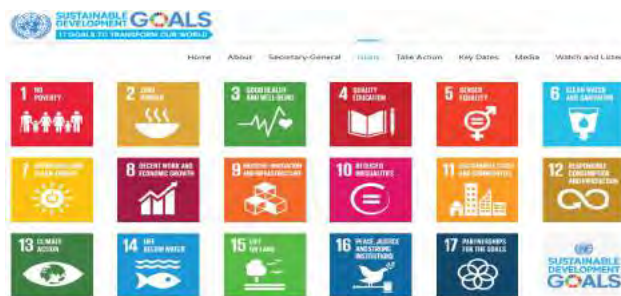 SUSTAINABLE
DEVELOPMENT GOALS
17 GOALS TO TRANSFORM OUR WORLD
Home About Secretary-General Goals Take Action Key Dates Media Watch and Listen
1 NO
POVERTY
2 ZERO
HUNGER
3 GOOD HEALTH
AND WELL-BEING
4 QUALITY
EDUCATION
5 GENDER
EQUALITY
6 CLEAN WATER
AND SANITATION
7 AFFORDABLE AND
CLEAN ENERGY
8 DECENT WORK AND
ECONOMIC GROWTH
9 INDUSTRY, INNOVATION
AND INFRASTRUCTURE
10 REDUCED
INEQUALITIES
11 SUSTAINABLE CITIES
AND COMMUNITIES
12 RESPONSIBLE
CONSUMPTION
AND PRODUCTION
13 CLIMATE
ACTION
14 LIFE
BELOW WATER
15 LIFE
ON LAND
16 PEACE, JUSTICE
AND STRONG
INSTITUTIONS
17 PARTNERSHIPS
FOR THE GOALS
SUSTAINABLE
DEVELOPMENT
GOALS